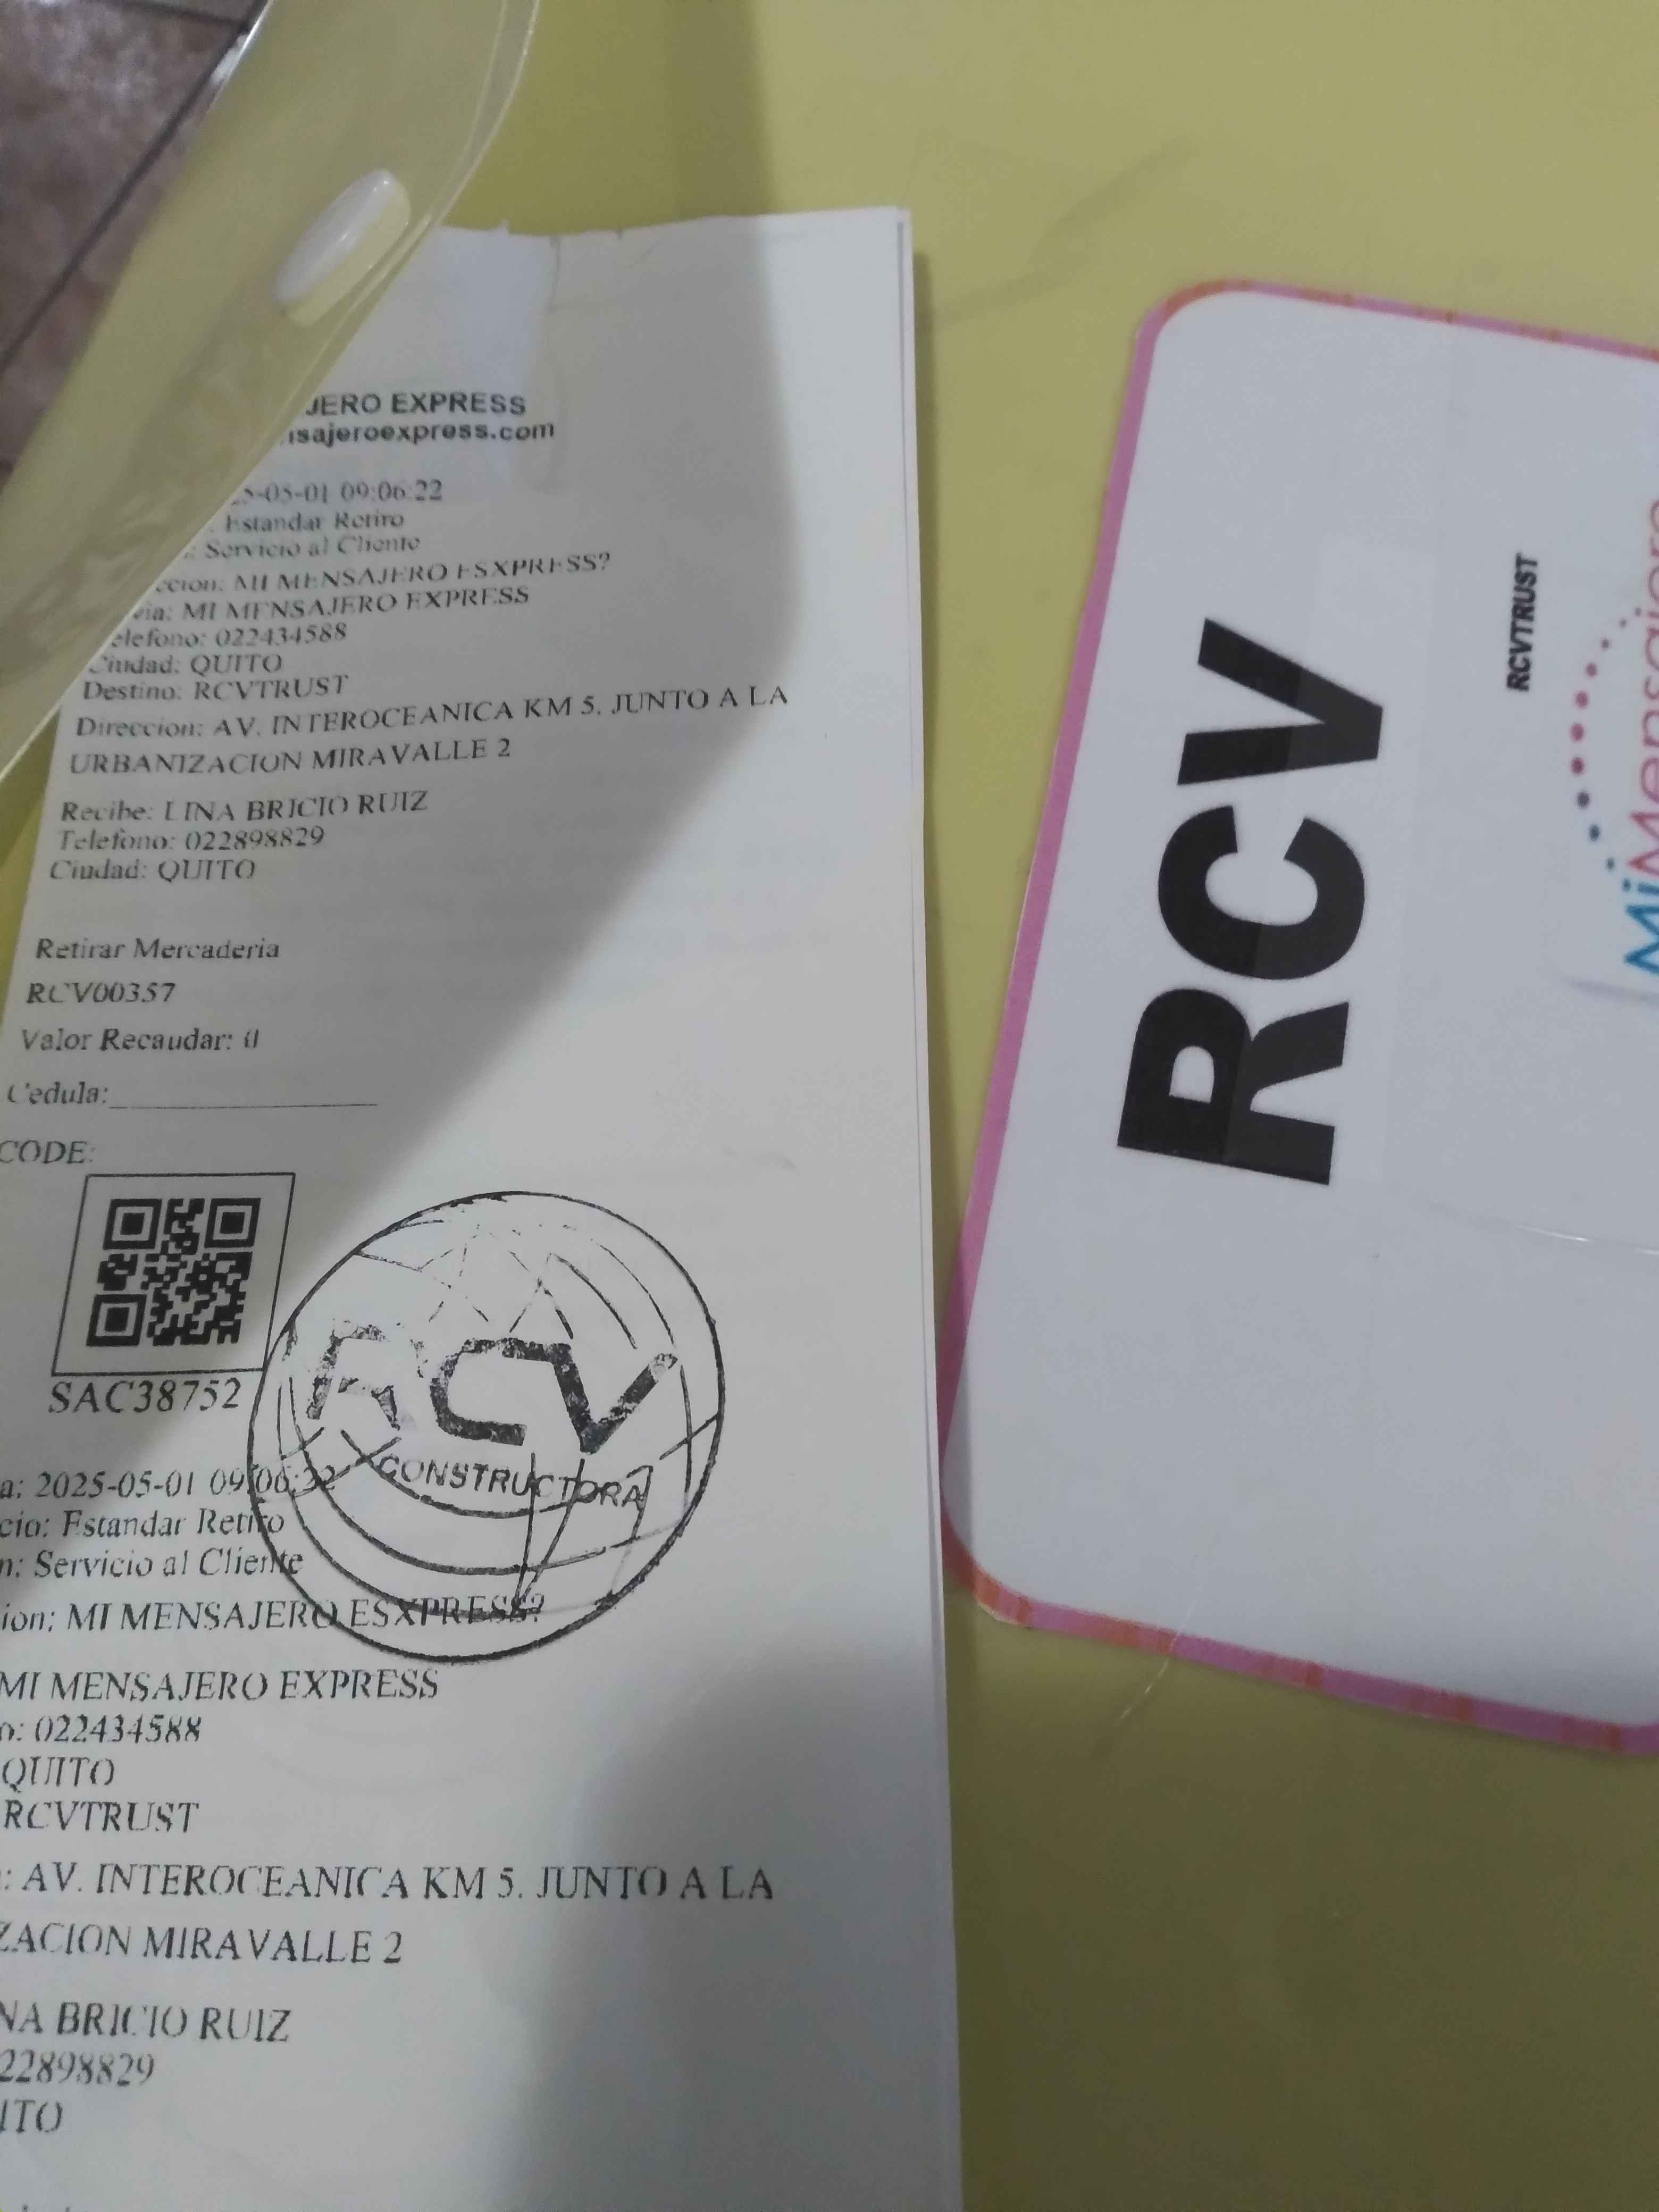 JERO EXPRESS
nsajeroexpress.com
5-05-01 09:06:22
: Estandar Retiro
: Servicio al Cliente
ccion: MI MENSAJERO ESXPRESS?
via: MI MENSAJERO EXPRESS
elefono: 022434588
Ciudad: QUITO
Destino: RCVTRUST
Direccion: AV. INTEROCEANICA KM 5. JUNTO A LA
URBANIZACION MIRAVALLE 2
Recibe: LINA BRICIO RUIZ
Telefono: 022898829
Ciudad: QUITO
Retirar Mercaderia
RCV00357
Valor Recaudar: 0
Cedula:
CODE:
SAC38752
RCV
CONSTRUCTORA
a: 2025-05-01 09:06:22
cio: Estandar Retiro
n: Servicio al Cliente
ion: MI MENSAJERO ESXPRESS?
MI MENSAJERO EXPRESS
o: 022434588
QUITO
RCVTRUST
: AV. INTEROCEANICA KM 5. JUNTO A LA
ZACION MIRAVALLE 2
NA BRICIO RUIZ
22898829
ITO
RCV
RCVTRUST
MiMensajero